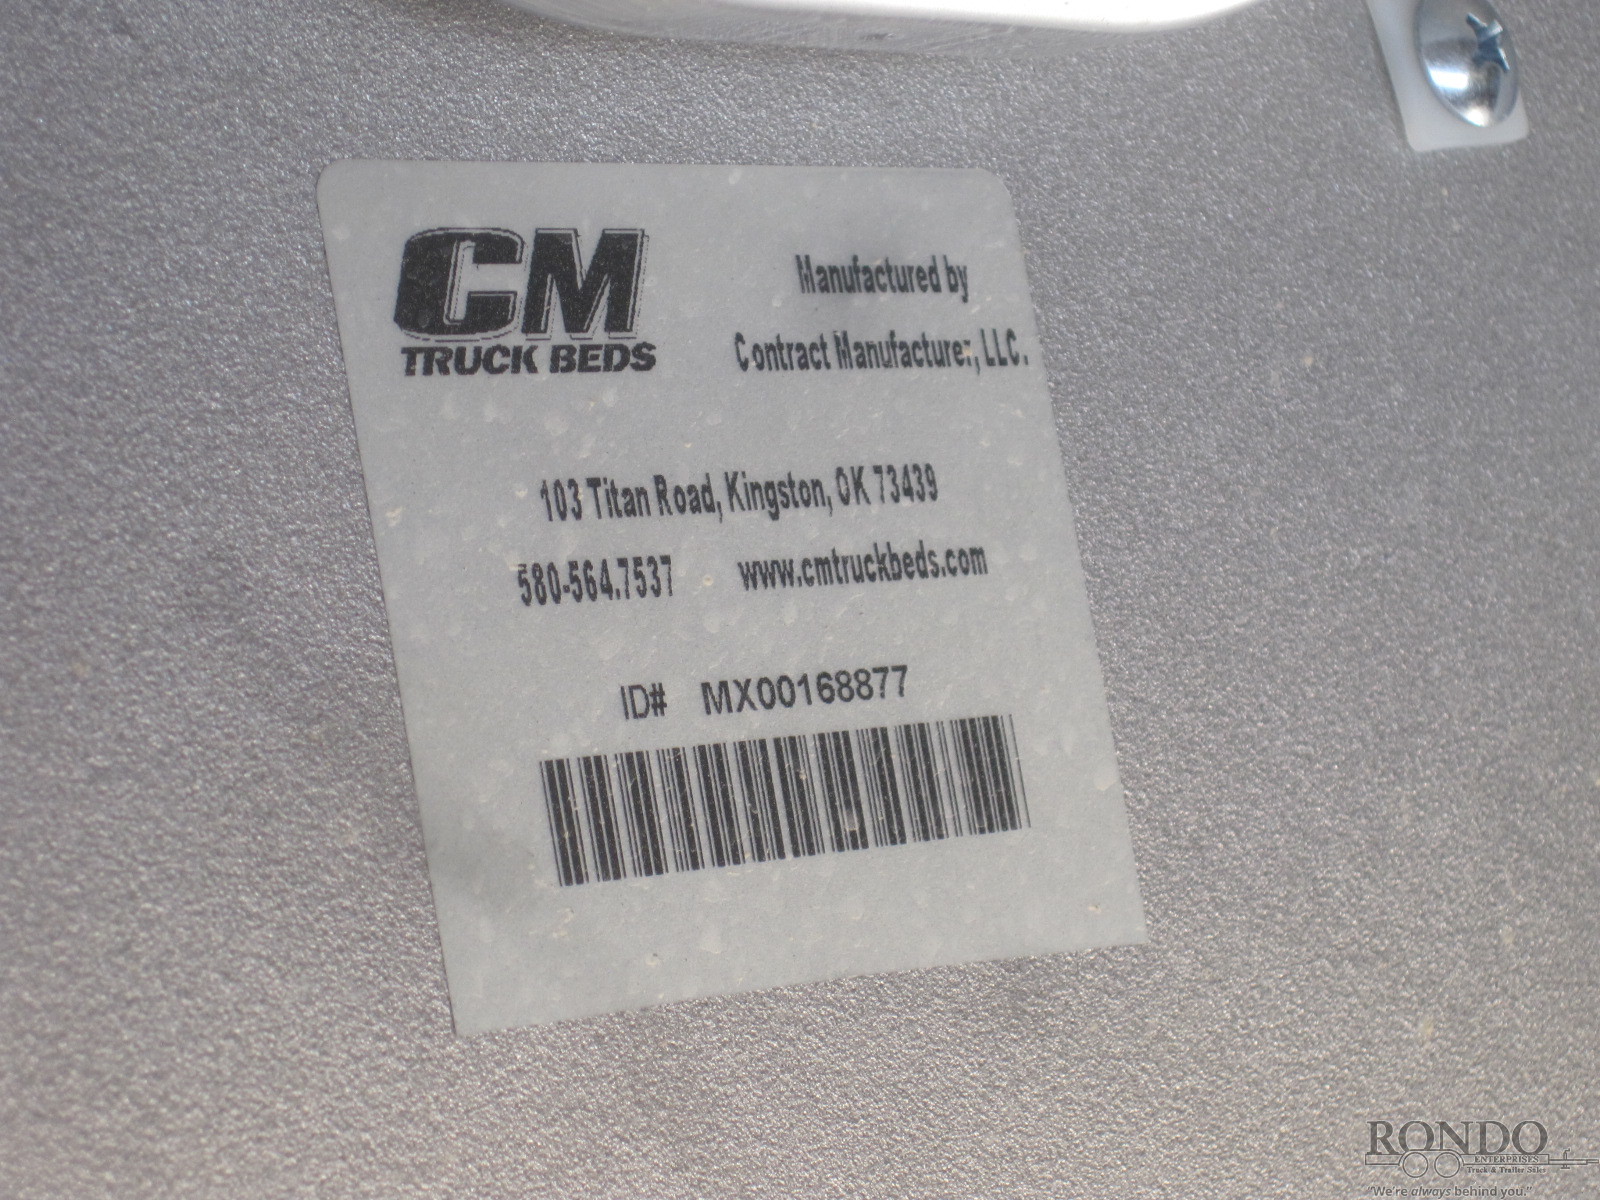 CM
TRUCK BEDS
Manufactured by
Contract Manufacturer, LLC.
103 Titan Road, Kingston, OK 73439
580-564.7537 www.cmtruckbeds.com
ID# MX00168877
RONDO
ENTERPRISES
Truck & Trailer Sales
"We're always behind you."